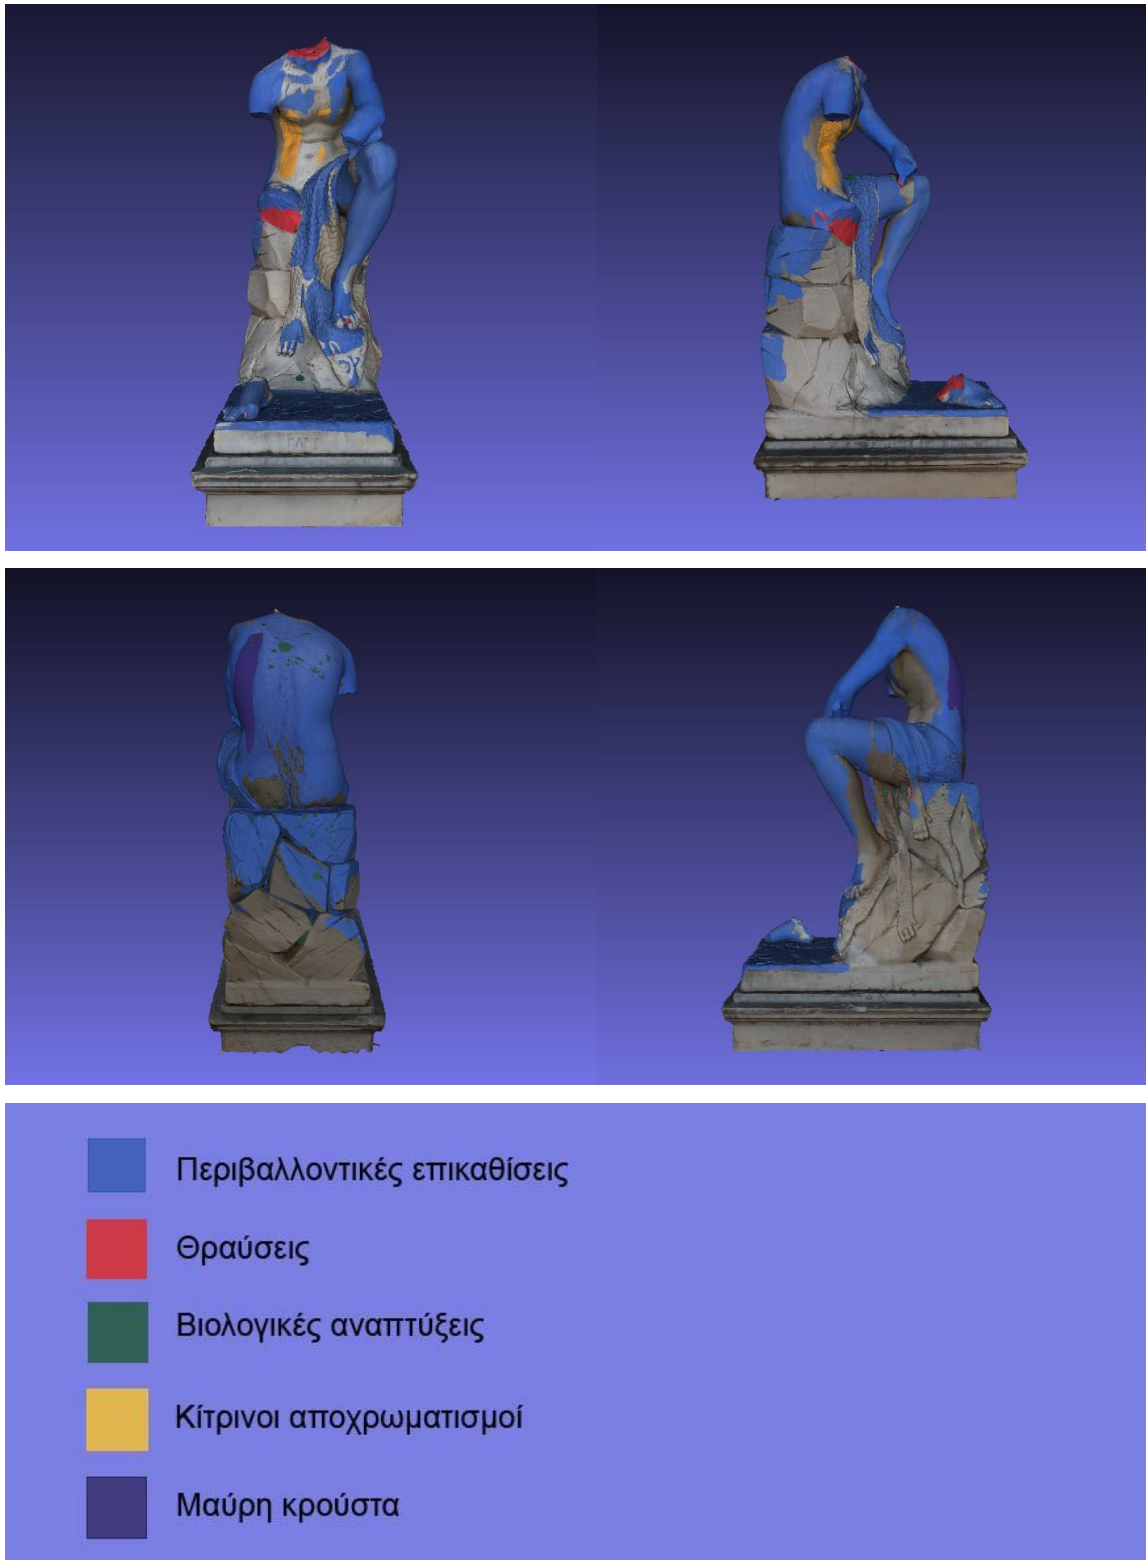 Περιβαλλοντικές επικαθίσεις
Θραύσεις
Βιολογικές αναπτύξεις
Κίτρινοι αποχρωματισμοί
Μαύρη κρούστα